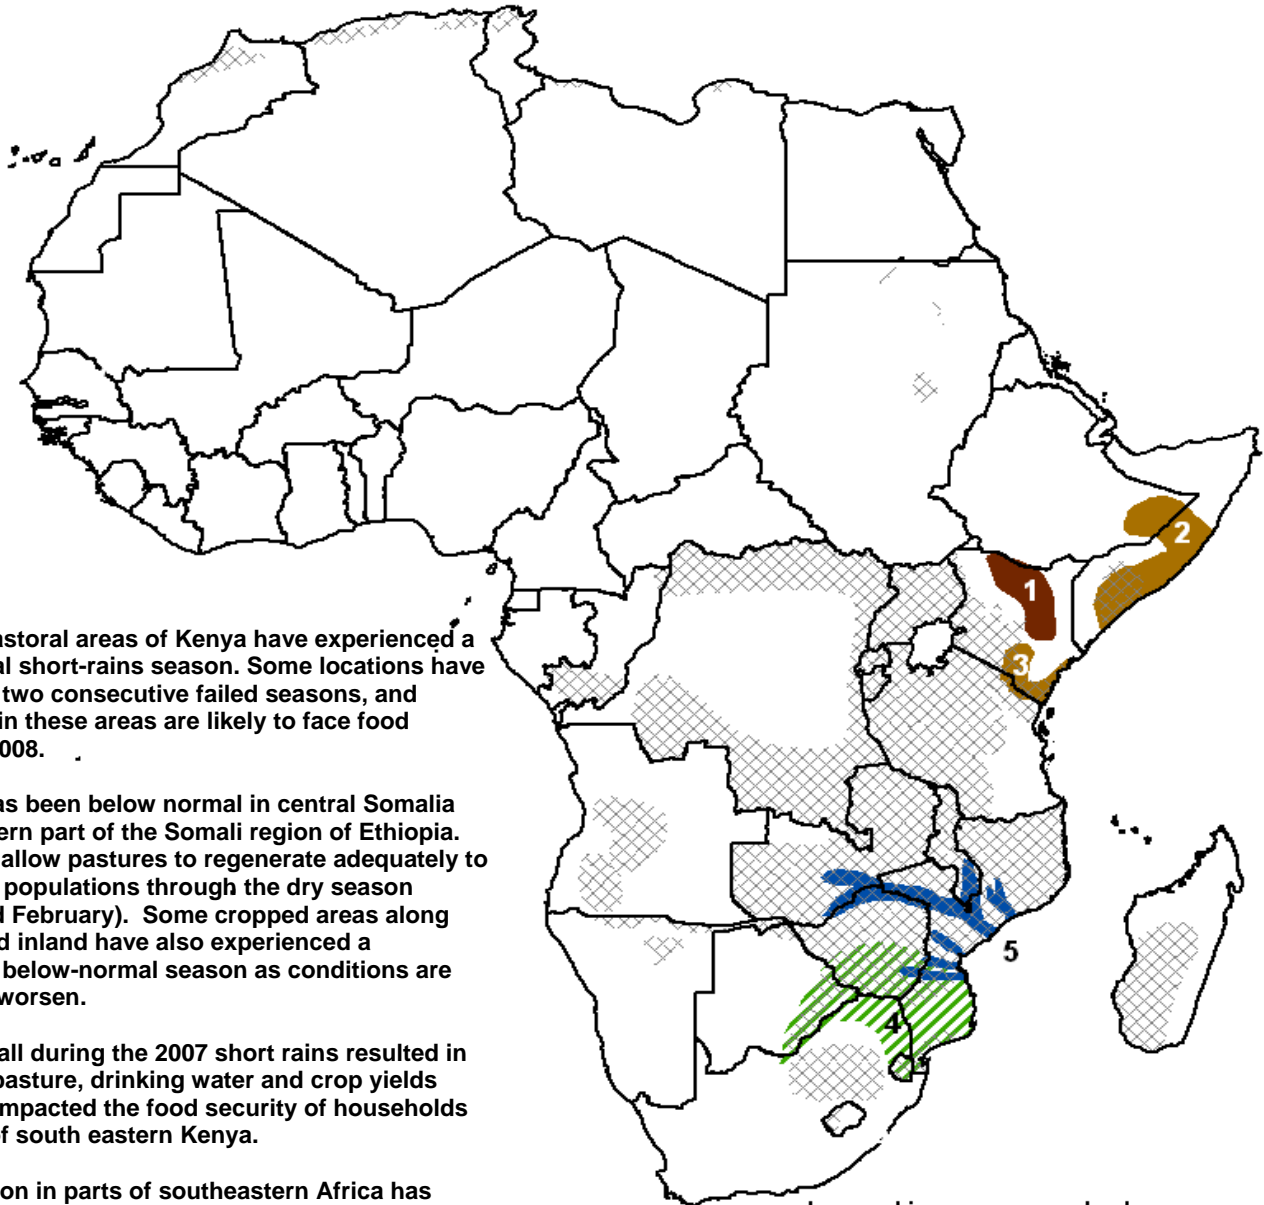 astoral areas of Kenya have experienced a
al short-rains season. Some locations have
two consecutive failed seasons, and
in these areas are likely to face food
008.
as been below normal in central Somalia
ern part of the Somali region of Ethiopia.
allow pastures to regenerate adequately to
populations through the dry season
d February). Some cropped areas along
d inland have also experienced a
below-normal season as conditions are
worsen.
all during the 2007 short rains resulted in
pasture, drinking water and crop yields
mpacted the food security of households
of south eastern Kenya.
on in parts of southeastern Africa has
1
2
3
4
5